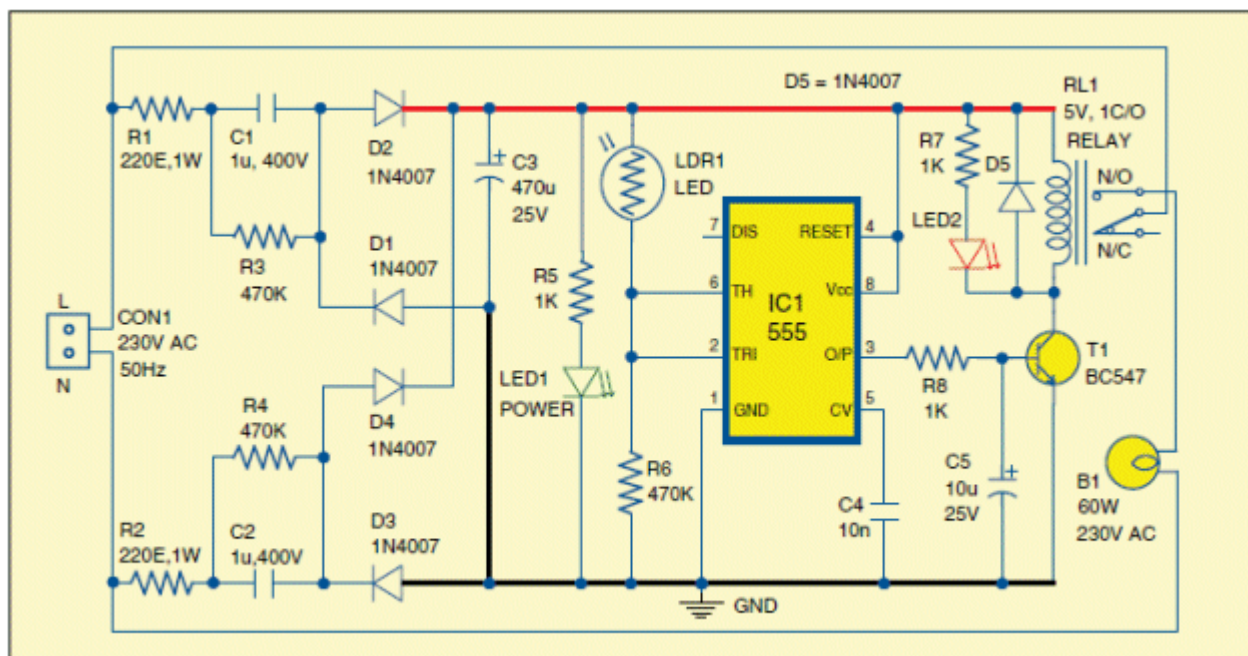 D5 = 1N4007
RL1
5V, 1C/O
RELAY
R1
220E,1W
C1
1u, 400V
D2
1N4007
C3
470u
25V
LDR1
LED
R7
1K
D5
N/O
N/C
R3
470K
D1
1N4007
R5
1K
7
DIS
RESET
4
LED2
6
TH
IC1
555
Vcc
8
L
CON1
230V AC
50Hz
N
2
TRI
O/P
3
R8
1K
T1
BC547
LED1
POWER
D4
1N4007
1
GND
CV
5
R4
470K
R6
470K
C5
10u
25V
C4
10n
B1
60W
230V AC
R2
220E,1W
C2
1u,400V
D3
1N4007
GND